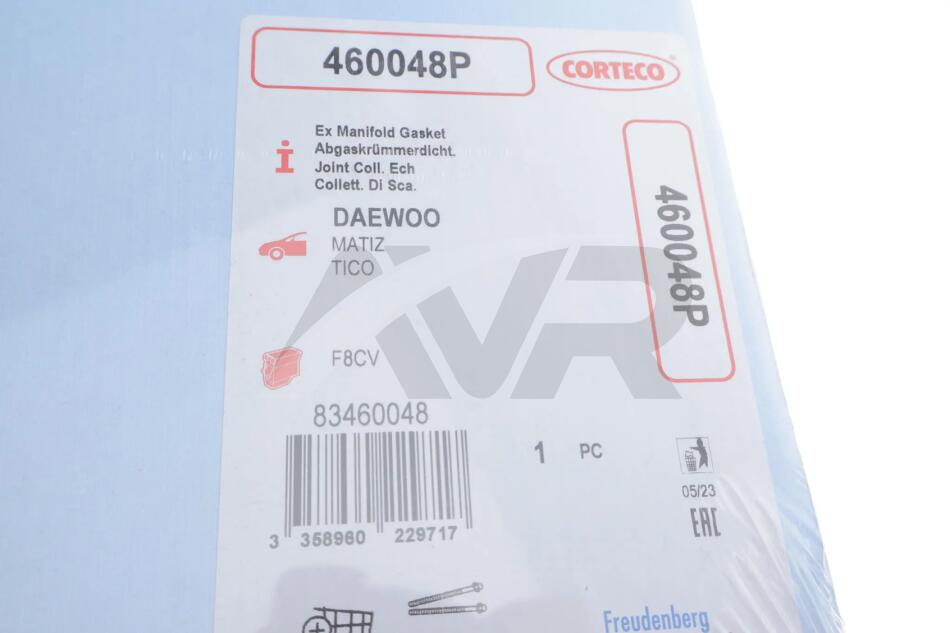 460048P
CORTECO
Ex Manifold Gasket
Abgaskrümmerdicht.
Joint Coll. Ech
Collett. Di Sca.
DAEWOO
MATIZ
TICO
460048P
AVR
F8CV
83460048
1 PC
05/23
EAC
3 358960 229717
Freudenberg